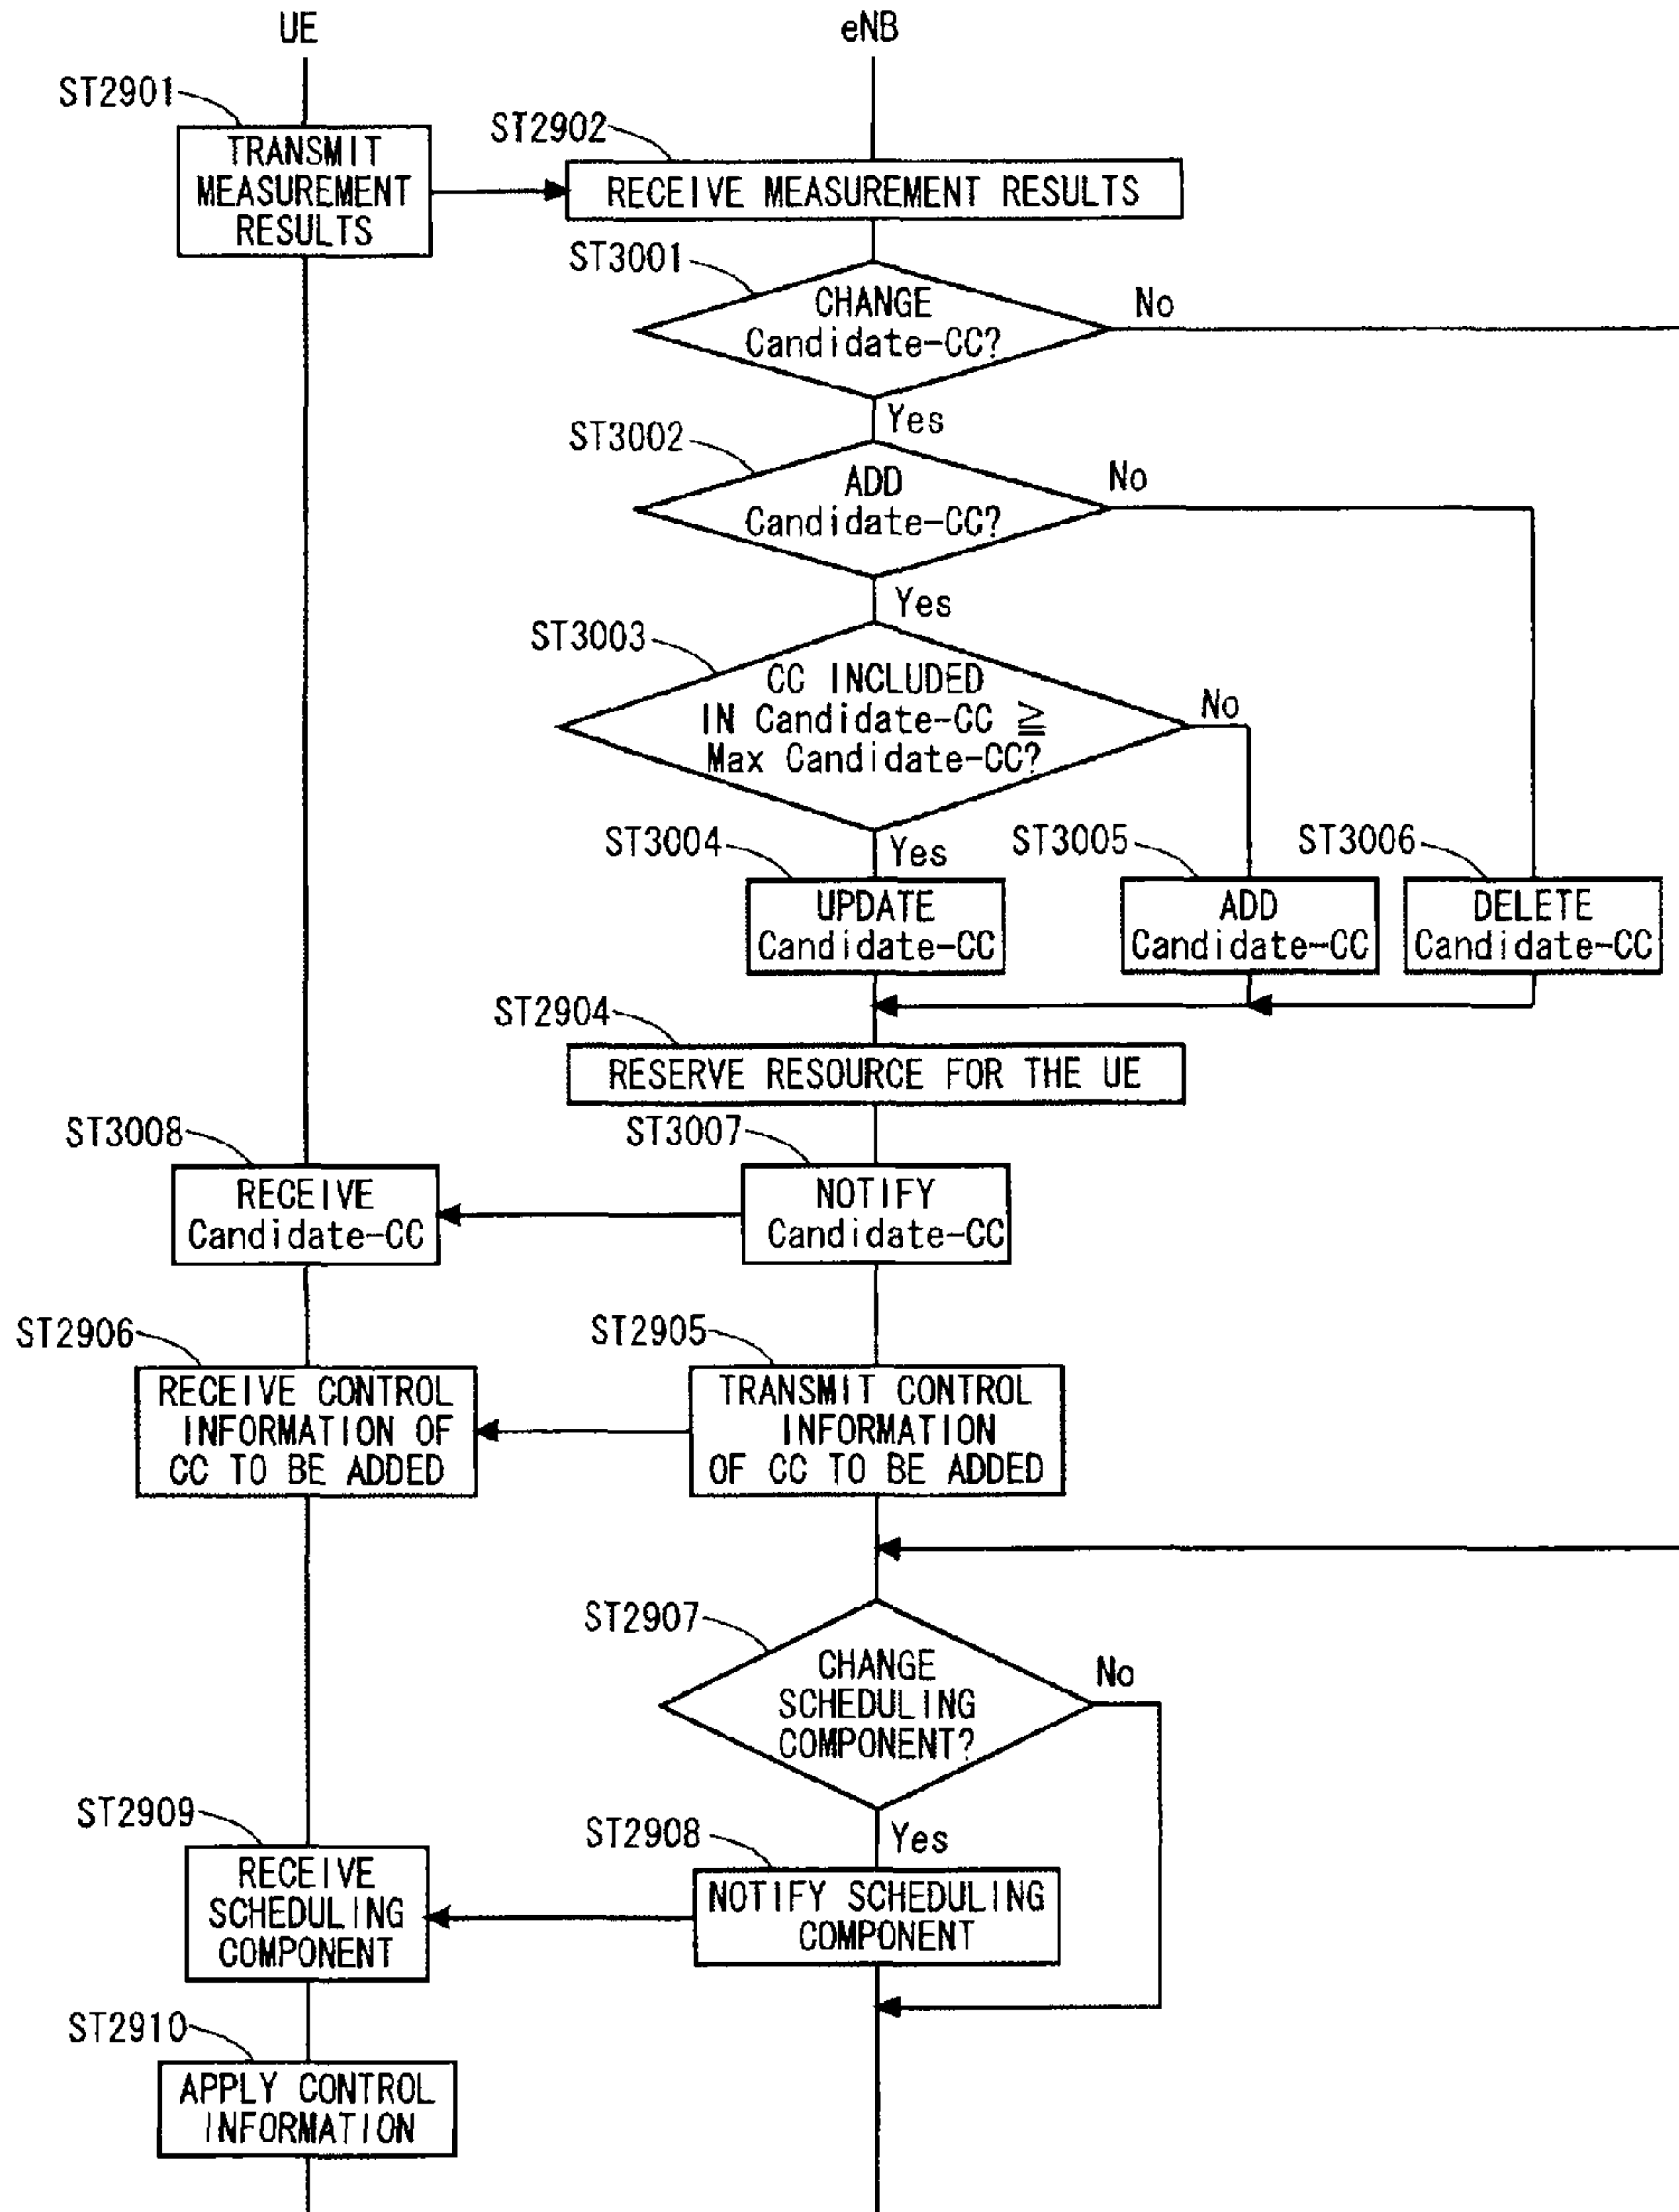 UE
eNB
ST2901
TRANSMIT
MEASUREMENT
RESULTS
ST2902
RECEIVE MEASUREMENT RESULTS
ST3001
CHANGE
Candidate-CC?
No
Yes
ST3002
ADD
Candidate-CC?
No
Yes
ST3003
CC INCLUDED
IN Candidate-CC ≧
Max Candidate-CC?
No
Yes
ST3004
UPDATE
Candidate-CC
ST3005
ADD
Candidate-CC
ST3006
DELETE
Candidate-CC
ST2904
RESERVE RESOURCE FOR THE UE
ST3008
RECEIVE
Candidate-CC
ST3007
NOTIFY
Candidate-CC
ST2906
RECEIVE CONTROL
INFORMATION OF
CC TO BE ADDED
ST2905
TRANSMIT CONTROL
INFORMATION
OF CC TO BE ADDED
ST2907
CHANGE
SCHEDULING
COMPONENT?
No
Yes
ST2909
RECEIVE
SCHEDULING
COMPONENT
ST2908
NOTIFY SCHEDULING
COMPONENT
ST2910
APPLY CONTROL
INFORMATION